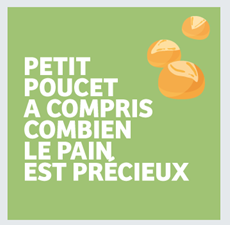 PETIT
POUCET
A COMPRIS
COMBIEN
LE PAIN
EST PRÉCIEUX